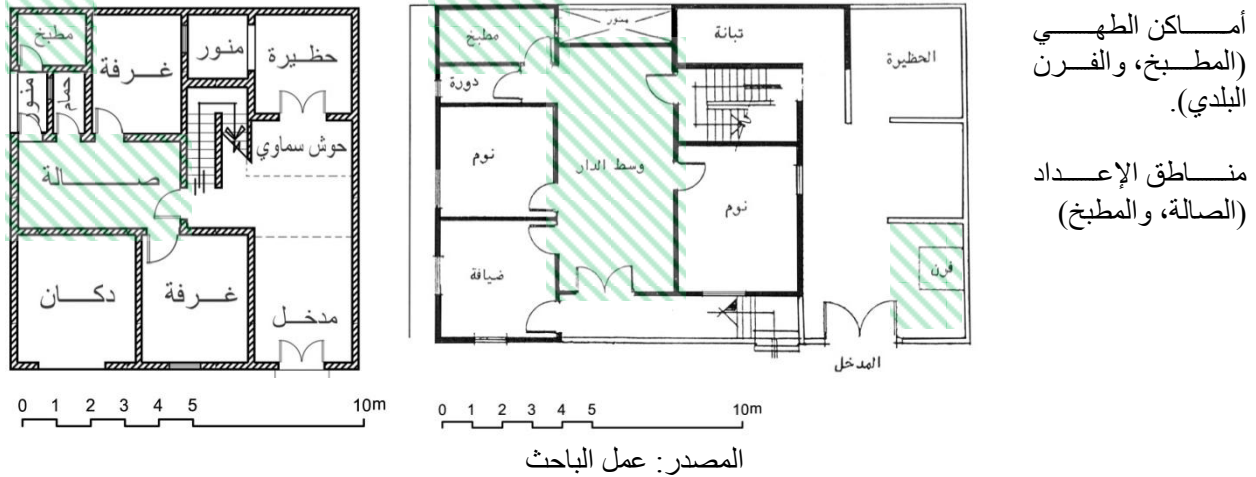 أماكن الطهي
(المطبخ، والفرن
البلدي).
مناطق الإعداد
(الصالة، والمطبخ)
منور
تبانة
الحظيرة
مطبخ
دورة
نوم
وسط الدار
نوم
ضيافة
فرن
المدخل
0 1 2 3 4 5 10m
مطبخ
غرفة
منور
حظيرة
منور
حمام
حوش سماوي
صالة
دكان
غرفة
مدخل
0 1 2 3 4 5 10m
المصدر: عمل الباحث